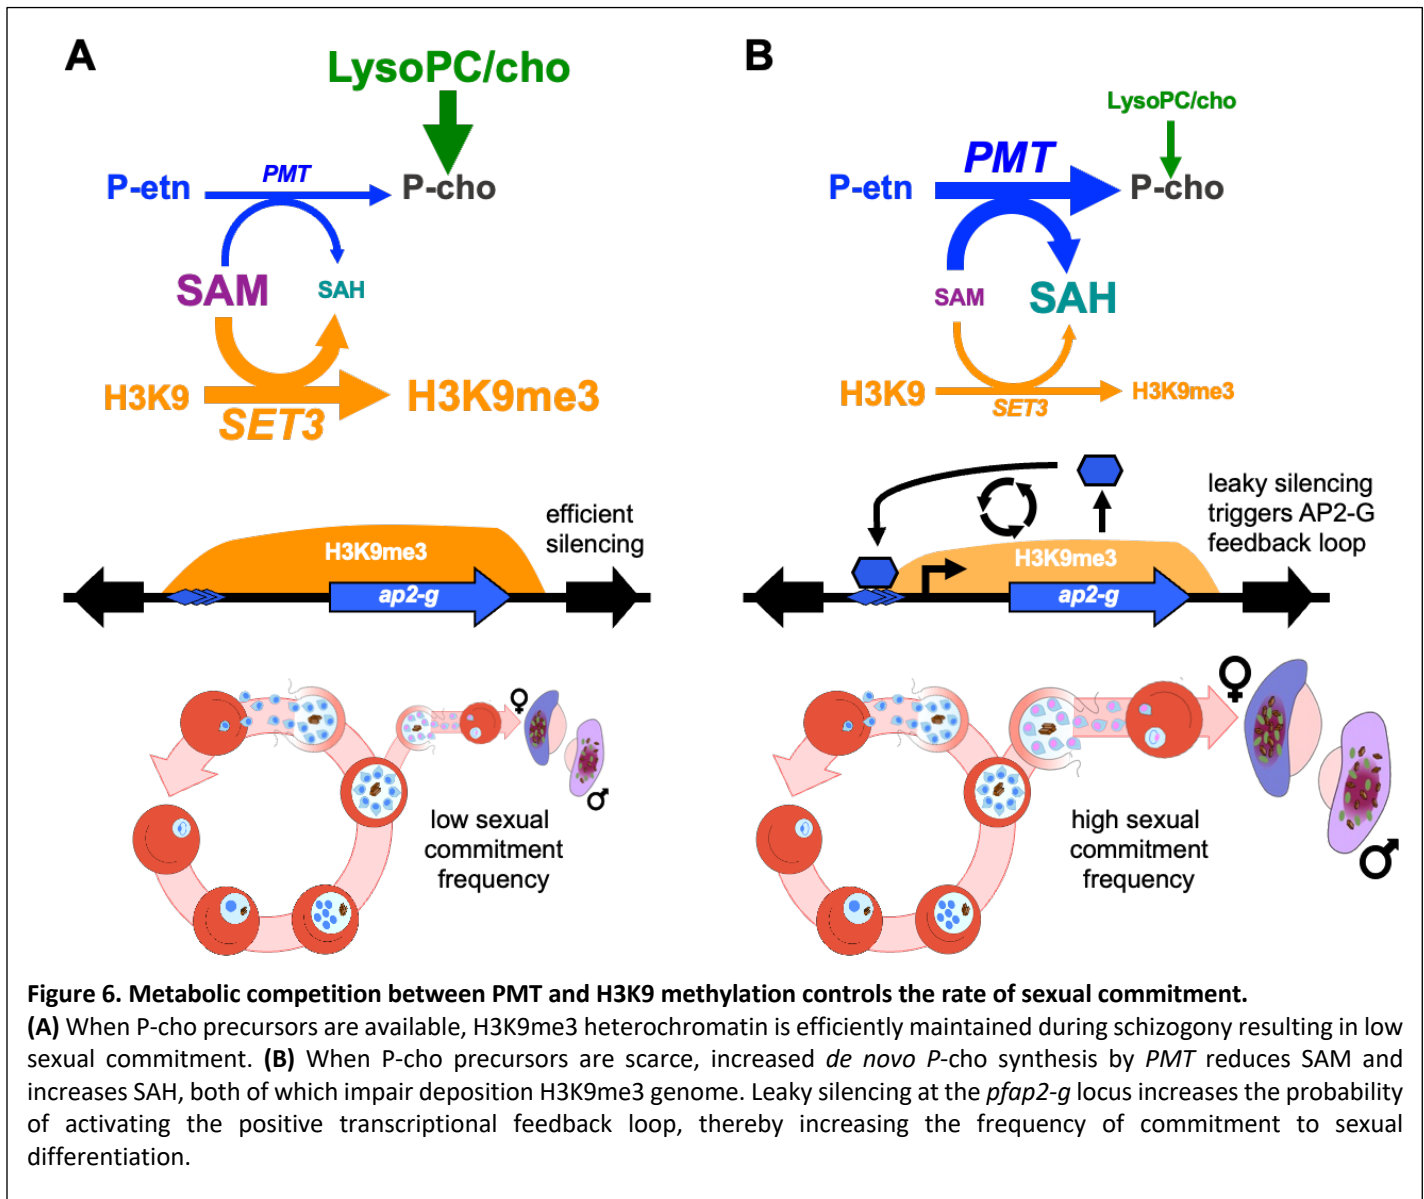 A
LysoPC/cho
P-etn
PMT
P-cho
SAM
SAH
H3K9
SET3
H3K9me3
efficient
silencing
H3K9me3
ap2-g
low sexual
commitment
frequency
♀
♂
B
LysoPC/cho
PMT
P-etn
P-cho
SAM
SAH
H3K9
SET3
H3K9me3
leaky silencing
triggers AP2-G
feedback loop
H3K9me3
ap2-g
high sexual
commitment
frequency
♀
♂
Figure 6. Metabolic competition between PMT and H3K9 methylation controls the rate of sexual commitment.
(A) When P-cho precursors are available, H3K9me3 heterochromatin is efficiently maintained during schizogony resulting in low
sexual commitment. (B) When P-cho precursors are scarce, increased de novo P-cho synthesis by PMT reduces SAM and
increases SAH, both of which impair deposition H3K9me3 genome. Leaky silencing at the pfap2-g locus increases the probability
of activating the positive transcriptional feedback loop, thereby increasing the frequency of commitment to sexual
differentiation.